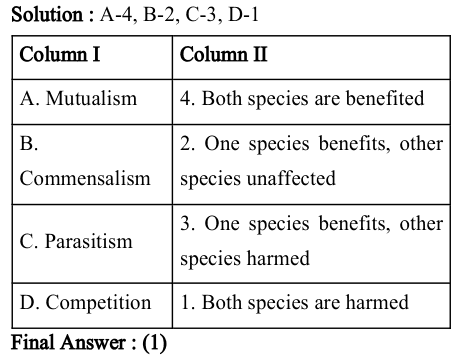 Solution : A-4, B-2, C-3, D-1
Column I
Column II
A. Mutualism
4. Both species are benefited
B.
Commensalism
2. One species benefits, other
species unaffected
C. Parasitism
3. One species benefits, other
species harmed
D. Competition
1. Both species are harmed
Final Answer : (1)